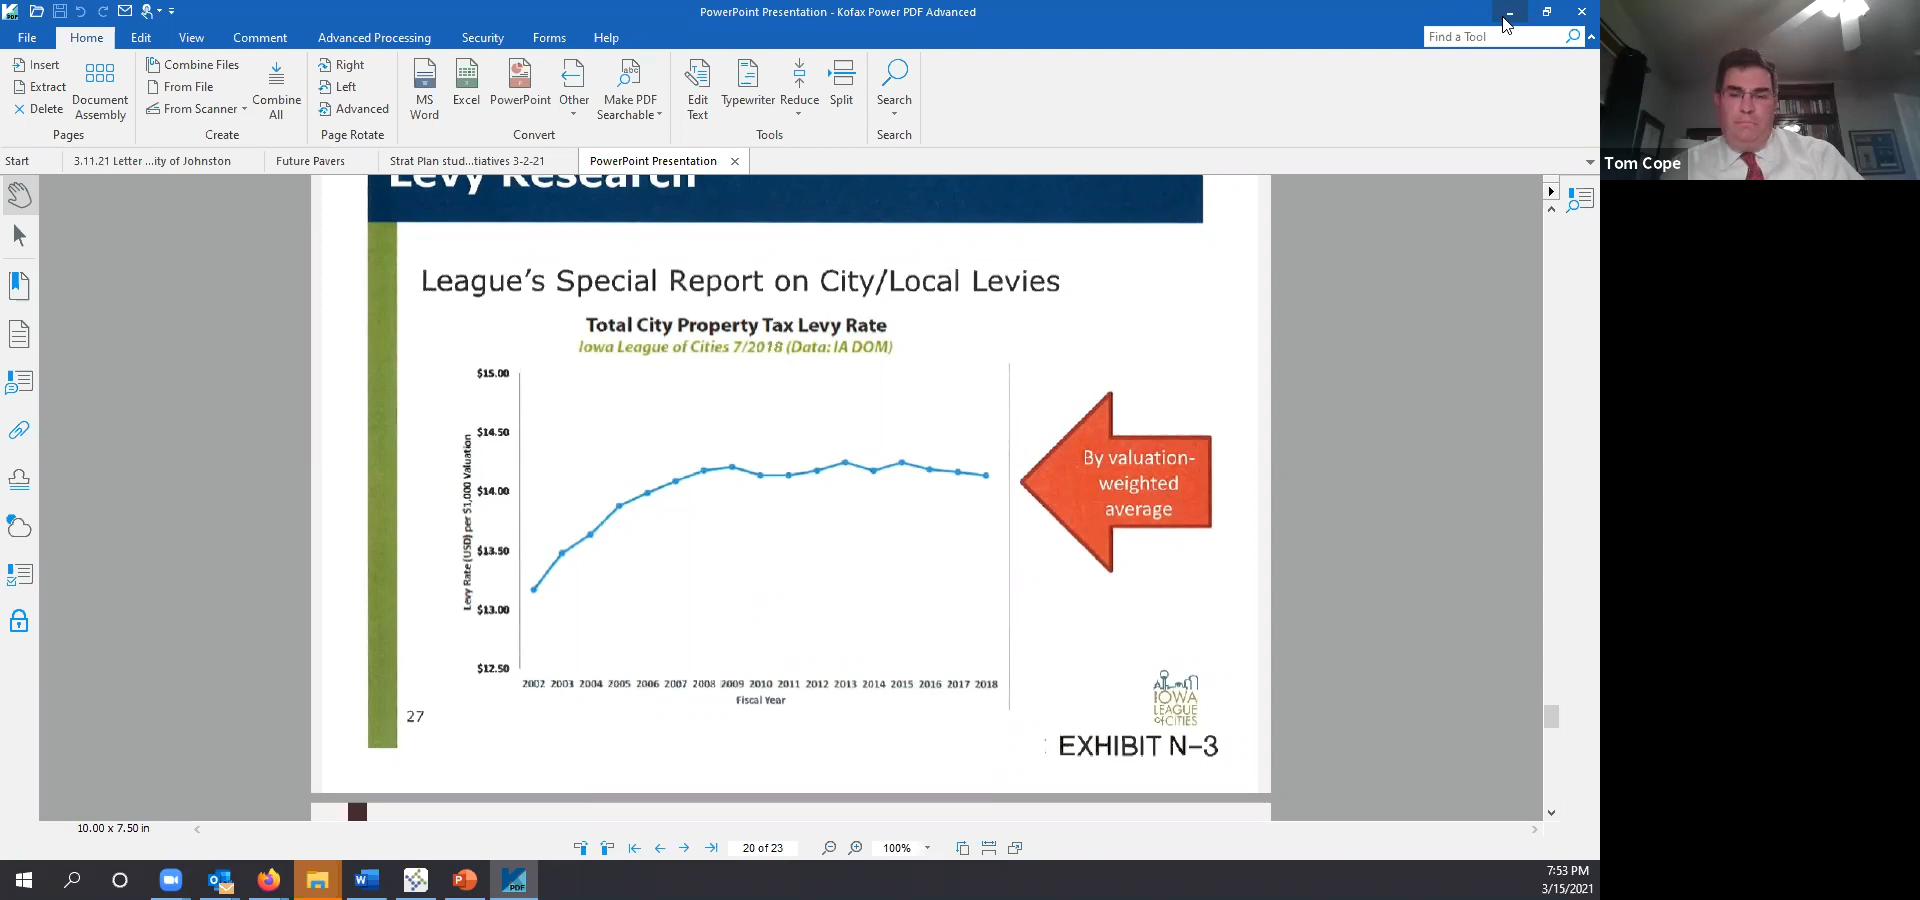 PowerPoint Presentation - Kofax Power PDF Advanced
File Home Edit View Comment Advanced Processing Security Forms Help
Find a Tool
Insert
Extract
Delete
Document
Assembly
Pages
Combine Files
From File
From Scanner
Combine
All
Create
Right
Left
Advanced
Page Rotate
MS
Word
Excel
PowerPoint
Other
Make PDF
Searchable
Convert
Edit
Text
Typewriter
Reduce
Split
Tools
Search
Search
Start
3.11.21 Letter ...ity of Johnston
Future Pavers
Strat Plan stud...tiatives 3-2-21
PowerPoint Presentation
Tom Cope
Levy Research
League's Special Report on City/Local Levies
Total City Property Tax Levy Rate
Iowa League of Cities 7/2018 (Data: IA DOM)
Levy Rate (USD) per $1,000 Valuation
$15.00
$14.50
$14.00
$13.50
$13.00
$12.50
2002 2003 2004 2005 2006 2007 2008 2009 2010 2011 2012 2013 2014 2015 2016 2017 2018
Fiscal Year
By valuation-
weighted
average
27
IOWA
LEAGUE
of CITIES
EXHIBIT N-3
10.00 x 7.50 in
20 of 23
100%
7:53 PM
3/15/2021